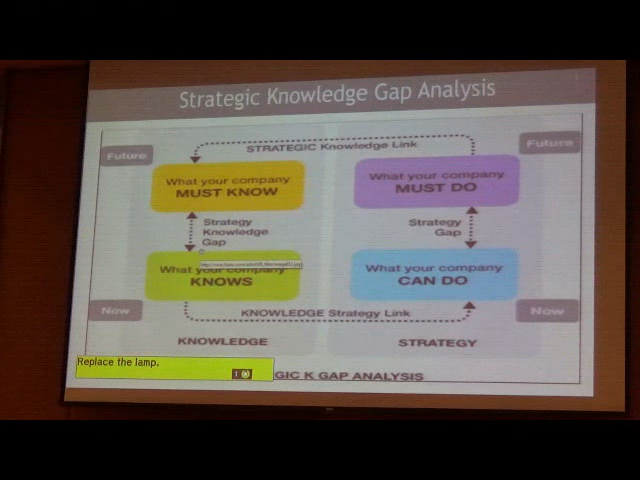 Strategic Knowledge Gap Analysis
STRATEGIC Knowledge Link
Future
Future
What your company
MUST KNOW
What your company
MUST DO
Strategy
Knowledge
Gap
Strategy
Gap
What your company
KNOWS
What your company
CAN DO
Now
KNOWLEDGE Strategy Link
Now
KNOWLEDGE
STRATEGY
Replace the lamp.
1
GIC K GAP ANALYSIS